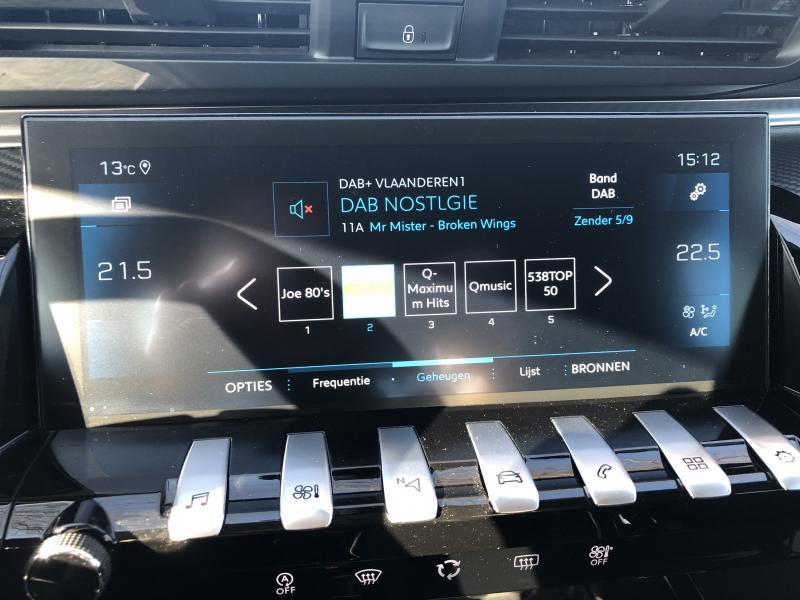 13°C
15:12
DAB+ VLAANDEREN1
DAB NOSTLGIE
11A Mr Mister - Broken Wings
Band
DAB
Zender 5/9
21.5
22.5
Joe 80's
Nostalgie
Q-
Maximu
m Hits
Qmusic
538TOP
50
1
2
3
4
5
A/C
OPTIES
Frequentie
Geheugen
Lijst
BRONNEN
N
A
OFF
OFF